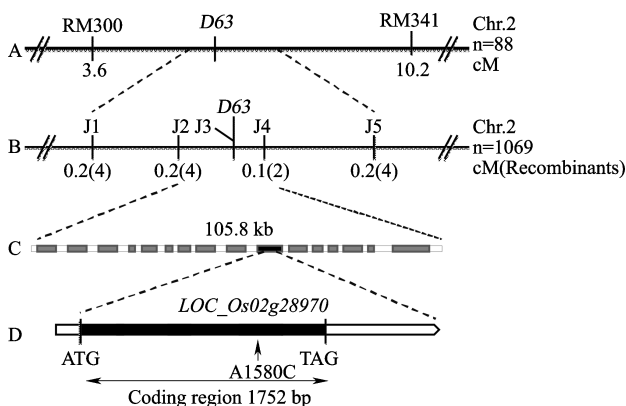 RM300 D63 RM341 Chr.2
A n=88
3.6 10.2 cM
D63
J1 J2 J3 J4 J5 Chr.2
B n=1069
0.2(4) 0.2(4) 0.1(2) 0.2(4) cM(Recombinants)
105.8 kb
C
LOC_Os02g28970
D
ATG TAG
A1580C
Coding region 1752 bp